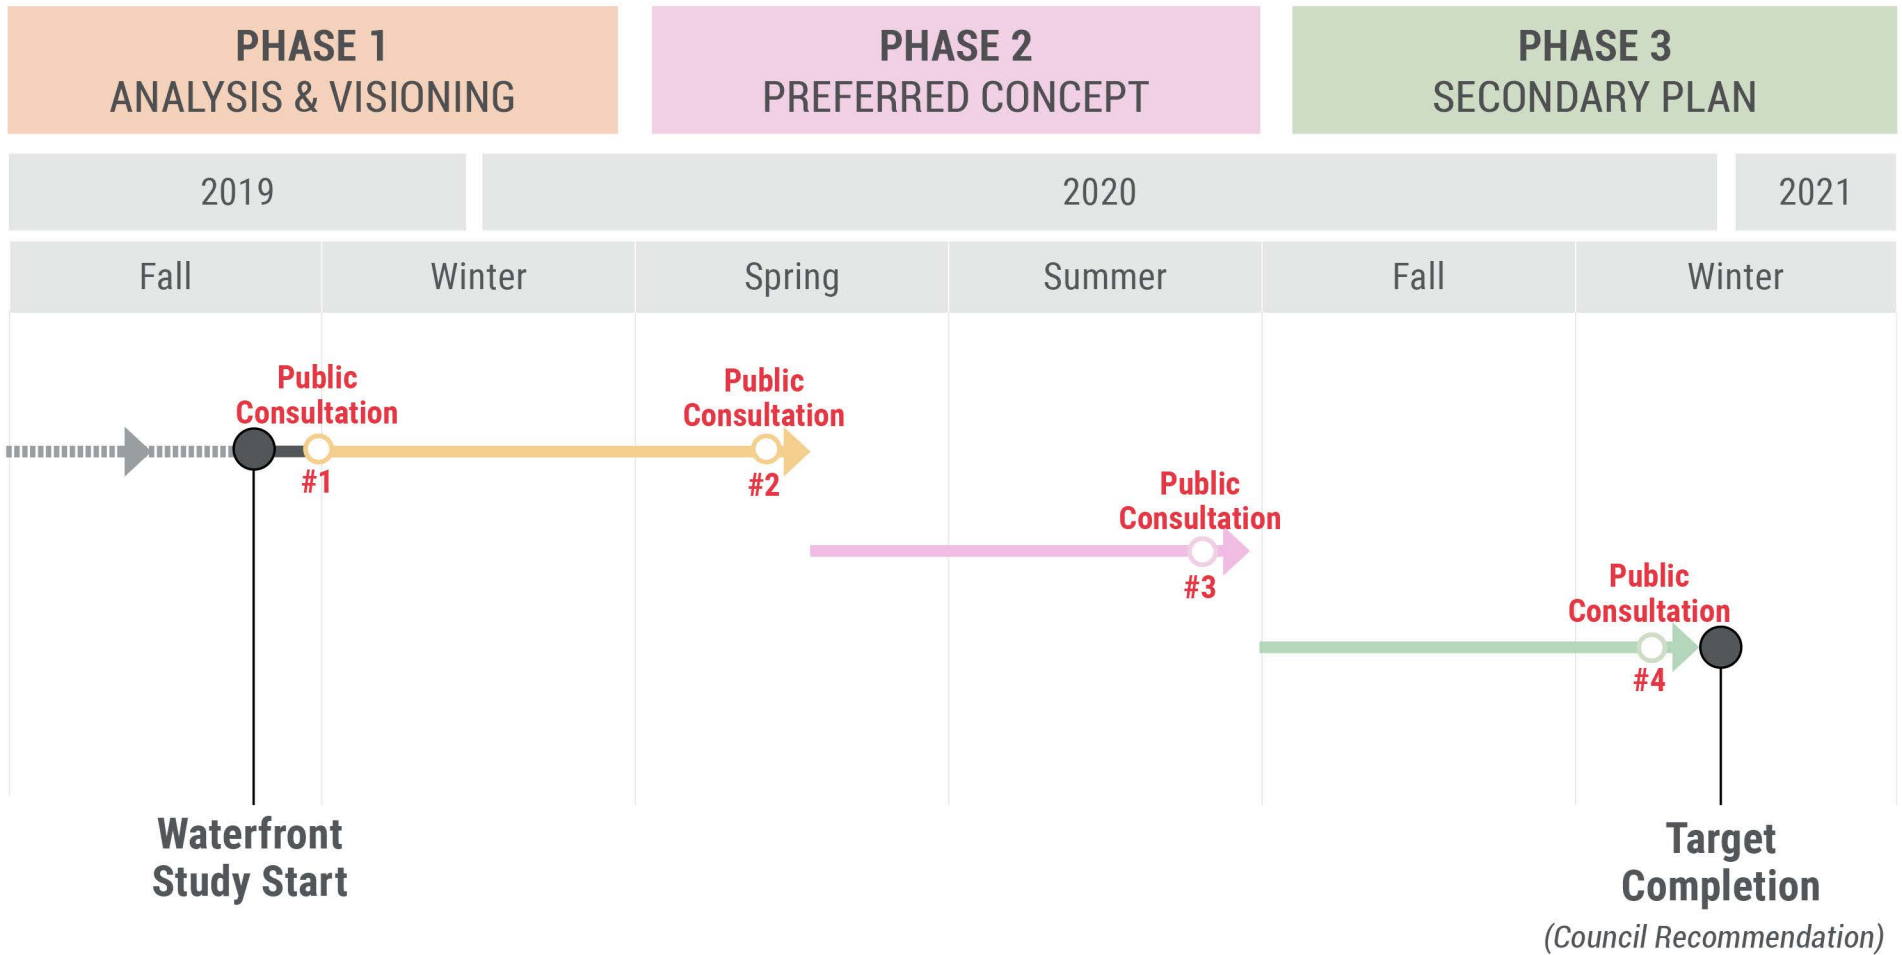 PHASE 1
ANALYSIS & VISIONING
PHASE 2
PREFERRED CONCEPT
PHASE 3
SECONDARY PLAN
2019
2020
2021
Fall
Winter
Spring
Summer
Fall
Winter
Public
Consultation
#1
Public
Consultation
#2
Public
Consultation
#3
Public
Consultation
#4
Waterfront
Study Start
Target
Completion
(Council Recommendation)